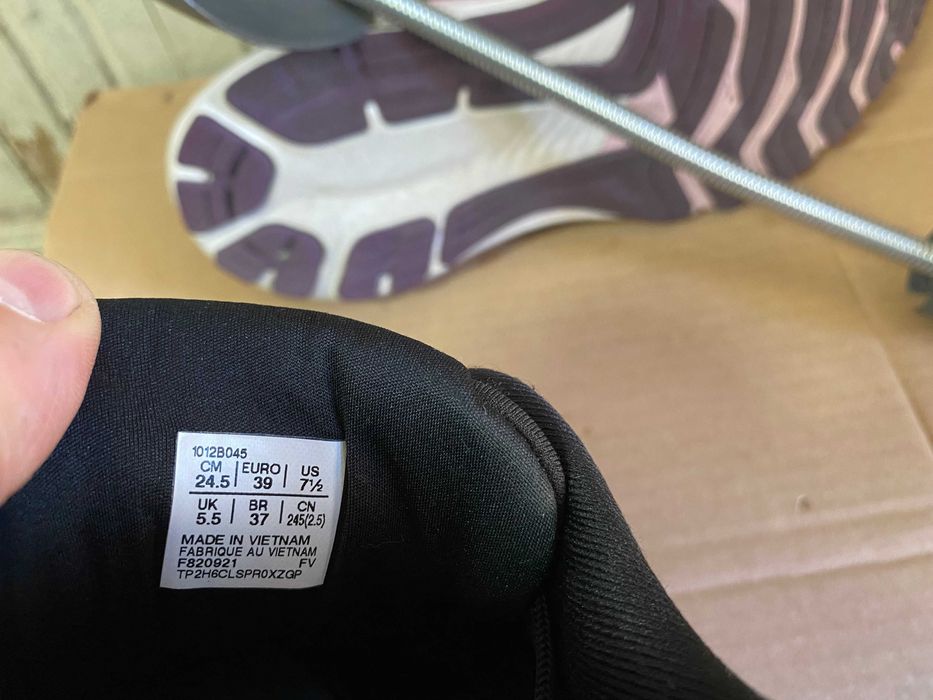 1012B045
CM EURO US
24.5 39 7½
UK BR CN
5.5 37 245(2.5)
MADE IN VIETNAM
FABRIQUE AU VIETNAM
F820921 FV
TP2H6CLSPR0XZGP